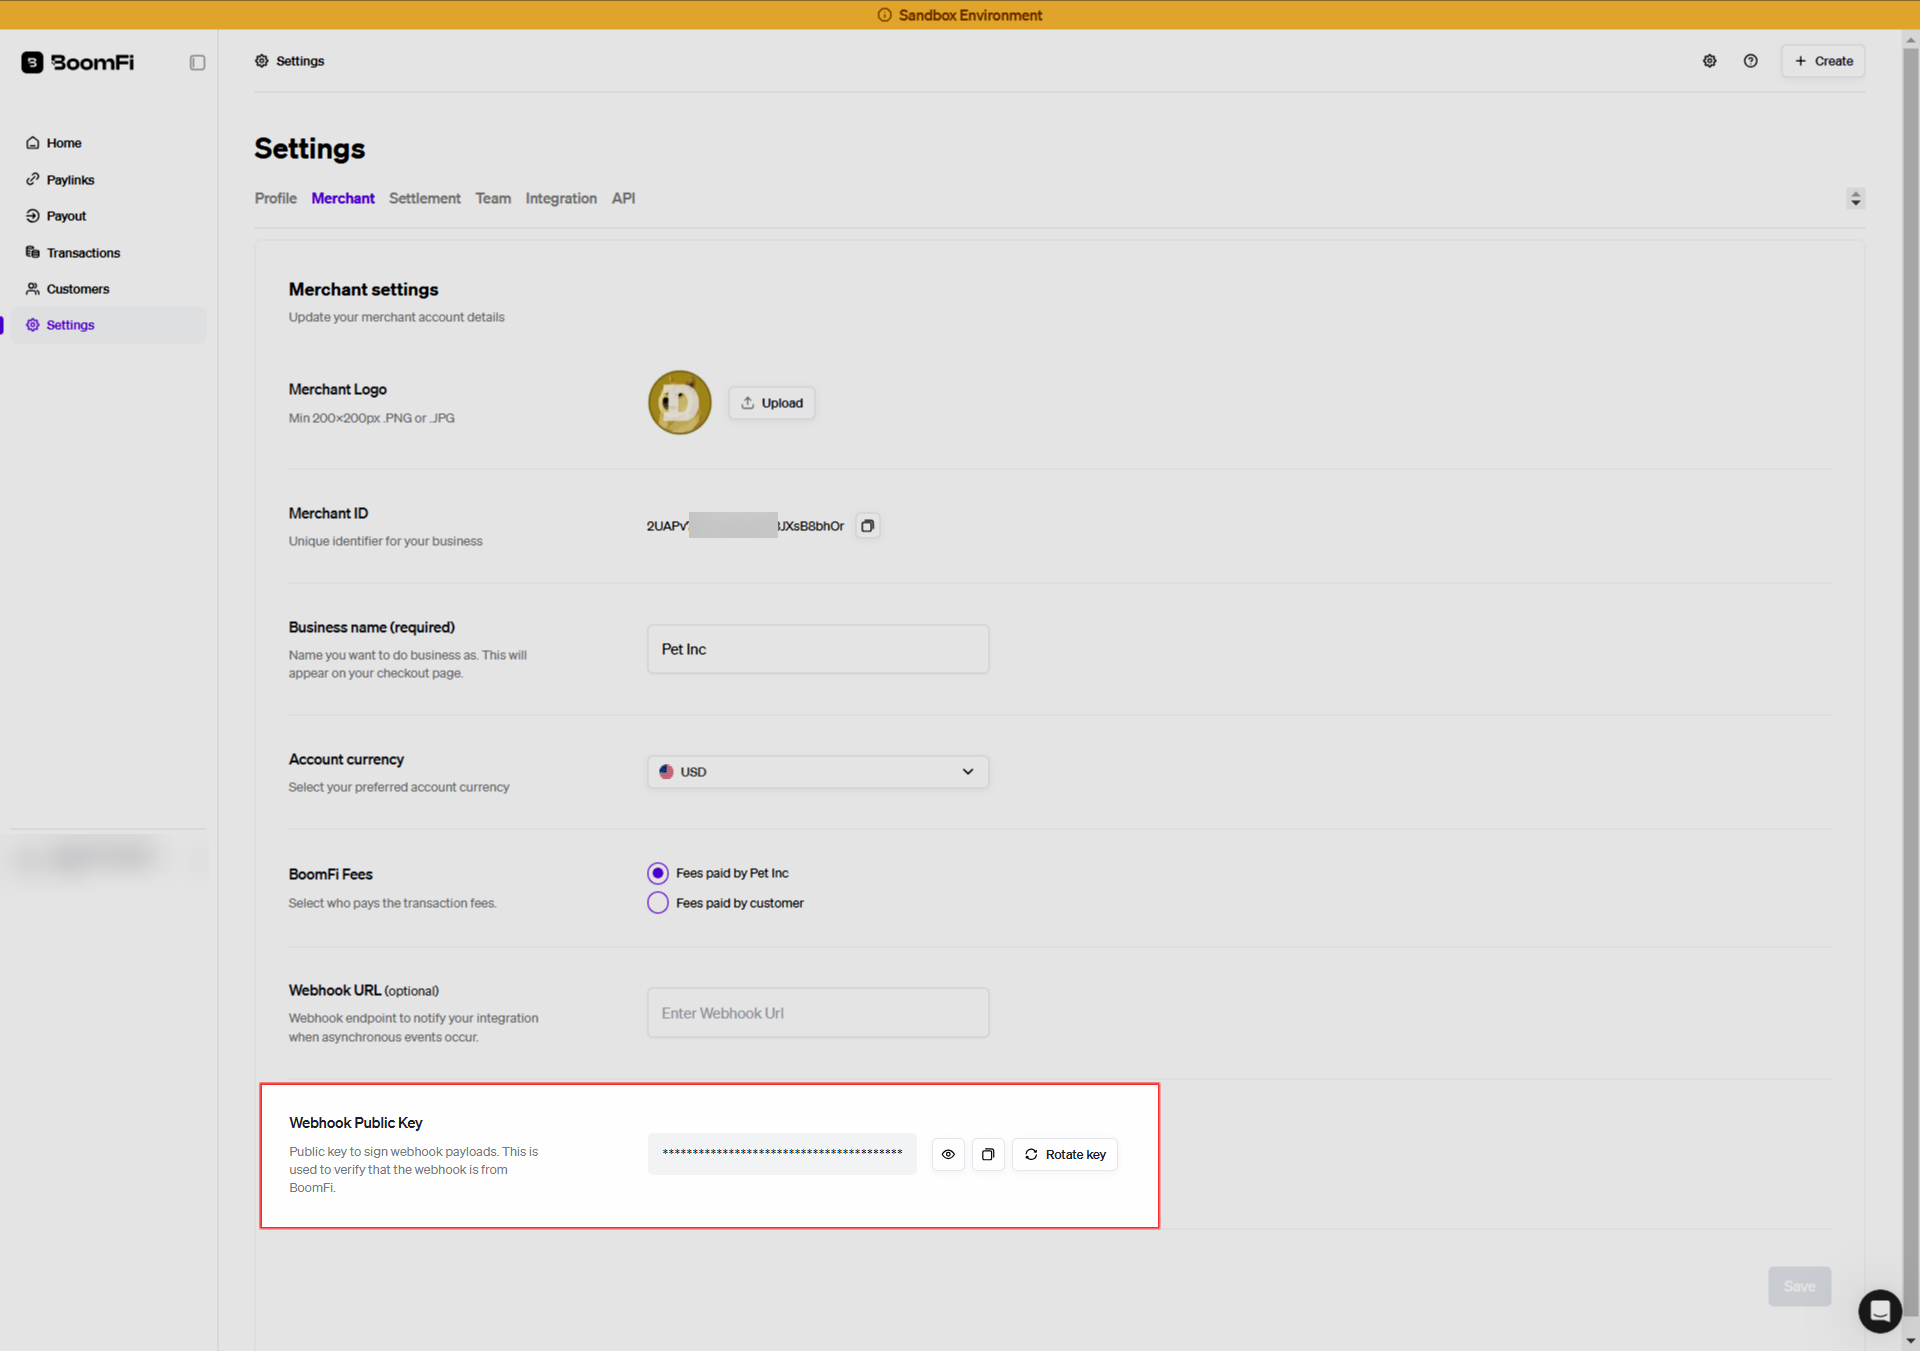 Sandbox Environment
BoomFi
Settings
Create
Home
Paylinks
Payout
Transactions
Customers
Settings
Settings
Profile Merchant Settlement Team Integration API
Merchant settings
Update your merchant account details
Merchant Logo
Min 200×200px .PNG or .JPG
Upload
Merchant ID
Unique identifier for your business
2UAPv
JXsB8bhOr
Business name (required)
Name you want to do business as. This will
appear on your checkout page.
Pet Inc
Account currency
Select your preferred account currency
USD
BoomFi Fees
Select who pays the transaction fees.
Fees paid by Pet Inc
Fees paid by customer
Webhook URL (optional)
Webhook endpoint to notify your integration
when asynchronous events occur.
Enter Webhook Url
Webhook Public Key
Public key to sign webhook payloads. This is
used to verify that the webhook is from
BoomFi.
****************************************
Rotate key
Save